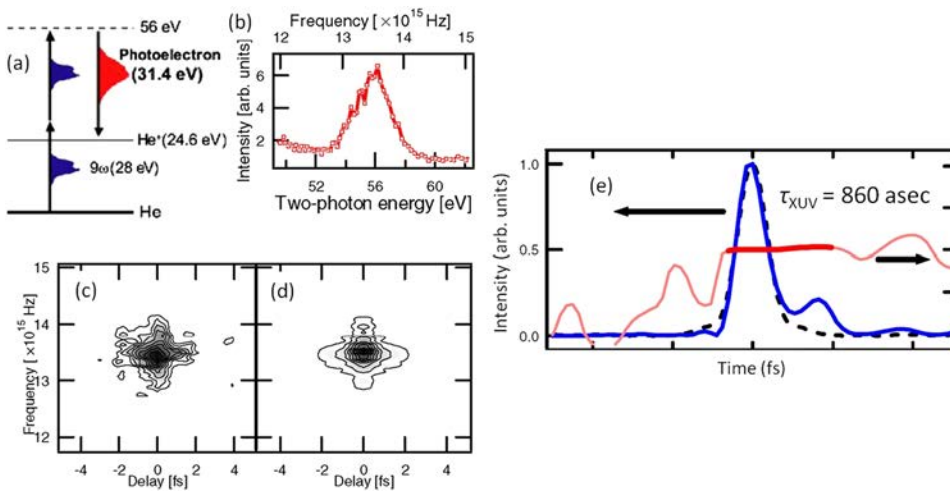 (a)
56 eV
Photoelectron
(31.4 eV)
He⁺(24.6 eV)
9ω(28 eV)
He
(b)
Frequency [×10¹⁵ Hz]
12 13 14 15
Intensity [arb. units]
6
4
2
52 56 60
Two-photon energy [eV]
(c)
Frequency [×10¹⁵ Hz]
15
14
13
12
-4 -2 0 2 4
Delay [fs]
(d)
-4 -2 0 2 4
Delay [fs]
(e)
τXUV = 860 asec
Intensity (arb. units)
1.0
0.5
0.0
Time (fs)